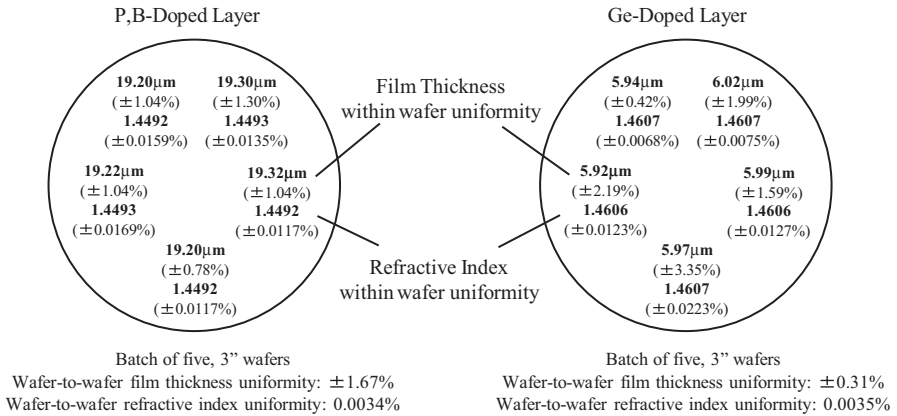 P,B-Doped Layer
19.20μm
(±1.04%)
1.4492
(±0.0159%)
19.30μm
(±1.30%)
1.4493
(±0.0135%)
19.22μm
(±1.04%)
1.4493
(±0.0169%)
19.32μm
(±1.04%)
1.4492
(±0.0117%)
19.20μm
(±0.78%)
1.4492
(±0.0117%)
Film Thickness
within wafer uniformity
Refractive Index
within wafer uniformity
Ge-Doped Layer
5.94μm
(±0.42%)
1.4607
(±0.0068%)
6.02μm
(±1.99%)
1.4607
(±0.0075%)
5.92μm
(±2.19%)
1.4606
(±0.0123%)
5.99μm
(±1.59%)
1.4606
(±0.0127%)
5.97μm
(±3.35%)
1.4607
(±0.0223%)
Batch of five, 3” wafers
Wafer-to-wafer film thickness uniformity: ±1.67%
Wafer-to-wafer refractive index uniformity: 0.0034%
Batch of five, 3” wafers
Wafer-to-wafer film thickness uniformity: ±0.31%
Wafer-to-wafer refractive index uniformity: 0.0035%